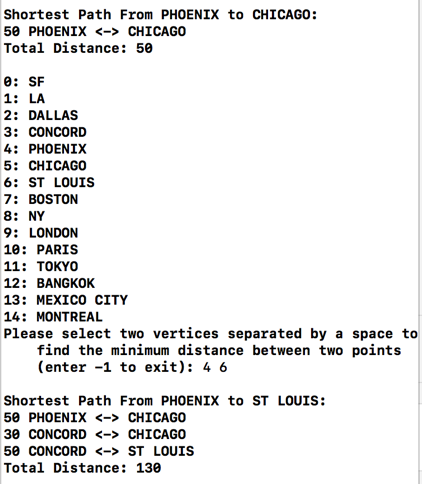 Shortest Path From PHOENIX to CHICAGO:
50 PHOENIX <-> CHICAGO
Total Distance: 50
0: SF
1: LA
2: DALLAS
3: CONCORD
4: PHOENIX
5: CHICAGO
6: ST LOUIS
7: BOSTON
8: NY
9: LONDON
10: PARIS
11: TOKYO
12: BANGKOK
13: MEXICO CITY
14: MONTREAL
Please select two vertices separated by a space to
find the minimum distance between two points
(enter -1 to exit): 4 6
Shortest Path From PHOENIX to ST LOUIS:
50 PHOENIX <-> CHICAGO
30 CONCORD <-> CHICAGO
50 CONCORD <-> ST LOUIS
Total Distance: 130